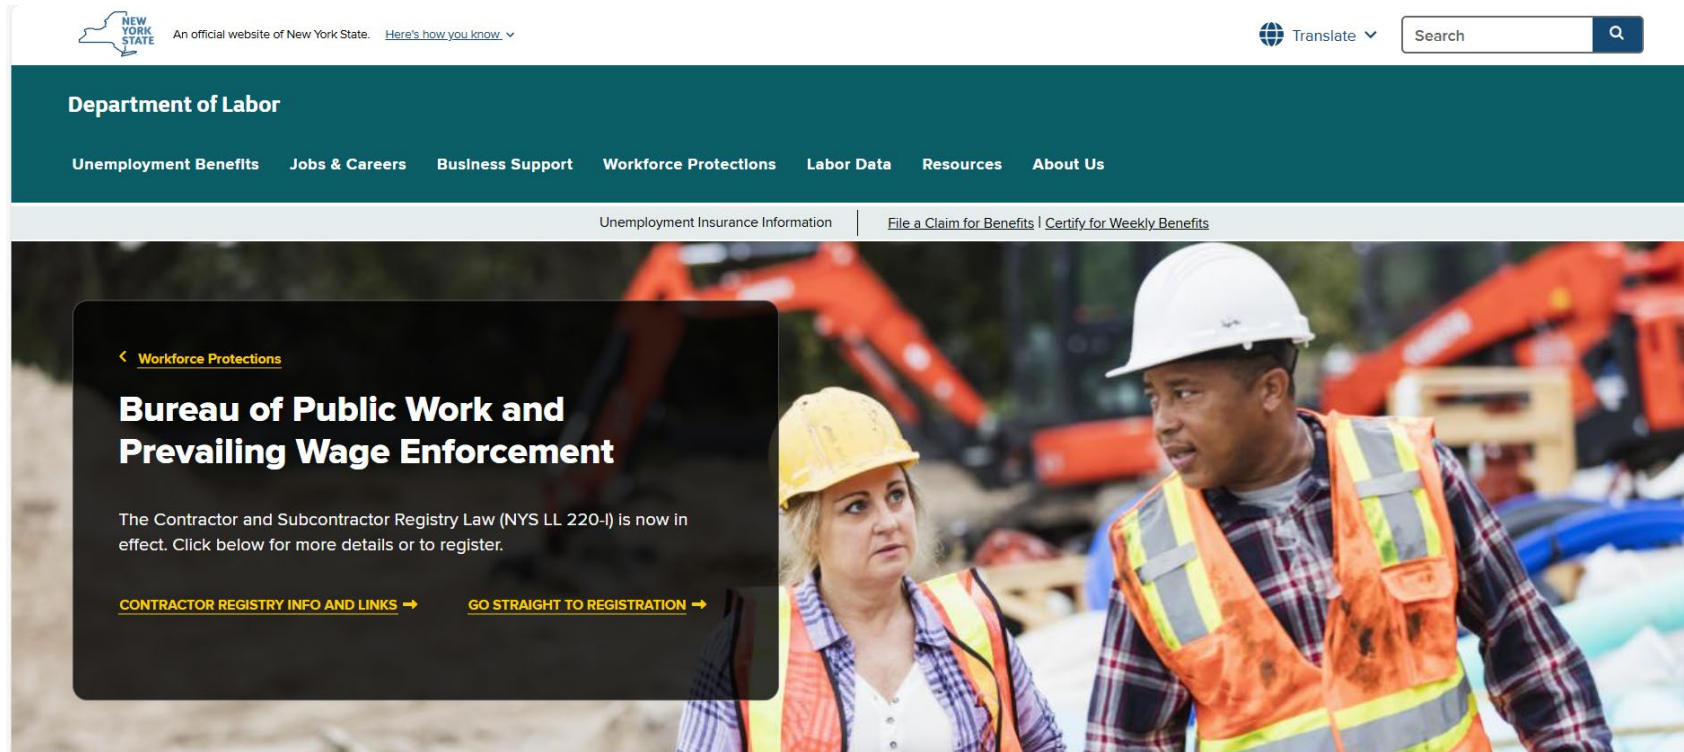 NEW
YORK
STATE
An official website of New York State. Here's how you know
Translate
Search
Department of Labor
Unemployment Benefits Jobs & Careers Business Support Workforce Protections Labor Data Resources About Us
Unemployment Insurance Information File a Claim for Benefits | Certify for Weekly Benefits
Workforce Protections
Bureau of Public Work and
Prevailing Wage Enforcement
The Contractor and Subcontractor Registry Law (NYS LL 220-I) is now in
effect. Click below for more details or to register.
CONTRACTOR REGISTRY INFO AND LINKS GO STRAIGHT TO REGISTRATION